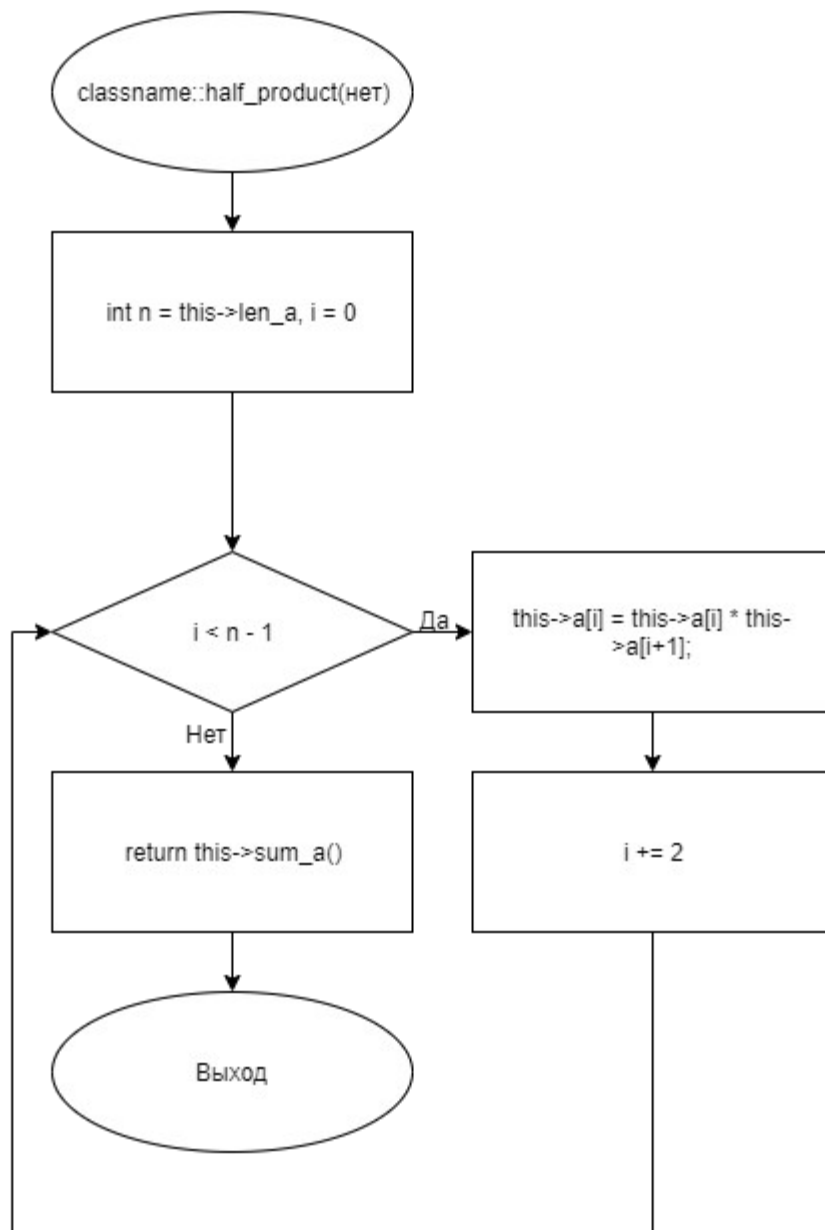 classname::half_product(нет)
int n = this->len_a, i = 0
i < n - 1
Да
this->a[i] = this->a[i] * this-
>a[i+1];
Нет
return this->sum_a()
i += 2
Выход